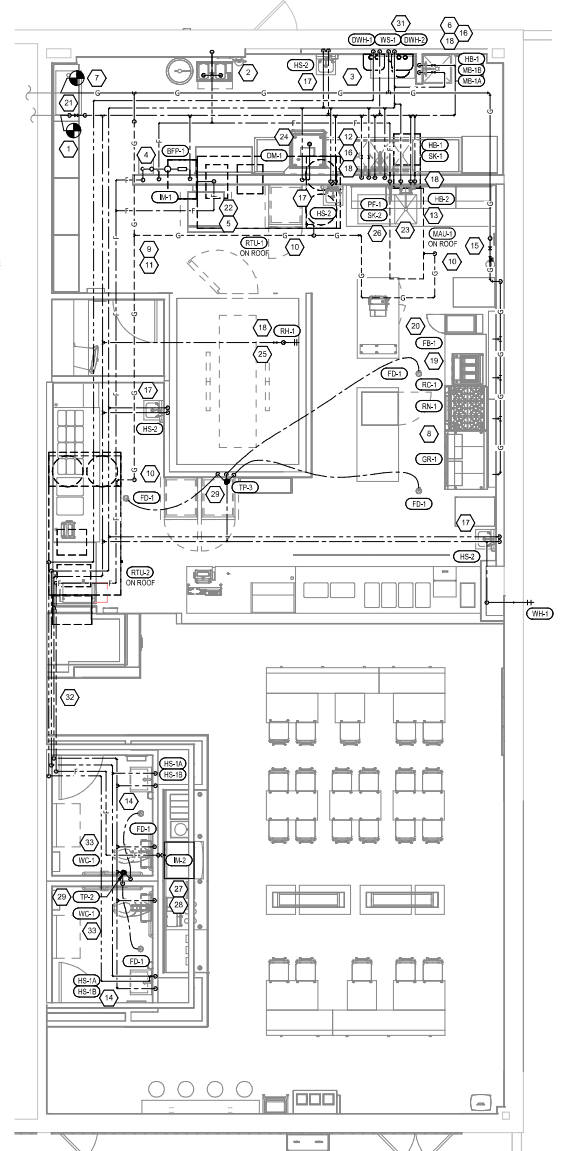 31
DWH-1 WS-1 DWH-2
6
16
18
HB-1
MB-1B
MB-1A
HS-2
17
3
2
7
21
1
G G G G G
4
BFP-1
IM-1
24
DM-1
12
16
18
HB-1
SK-1
18
HB-2
13
17
HS-2
PF-1
SK-2
26
23
22
5
MAU-1
ON ROOF
15
10
RTU-1
ON ROOF
10
9
11
G
G
F
18
RH-1
25
20
FB-1
19
FD-1
RC-1
RN-1
8
GR-1
17
HS-2
10
FD-1
29
TP-3
FD-1
17
HS-2
RTU-2
ON ROOF
WH-1
32
HS-1A
HS-1B
14
FD-1
33
WC-1
IM-2
29
TP-2
27
28
WC-1
33
FD-1
HS-1A
HS-1B
14